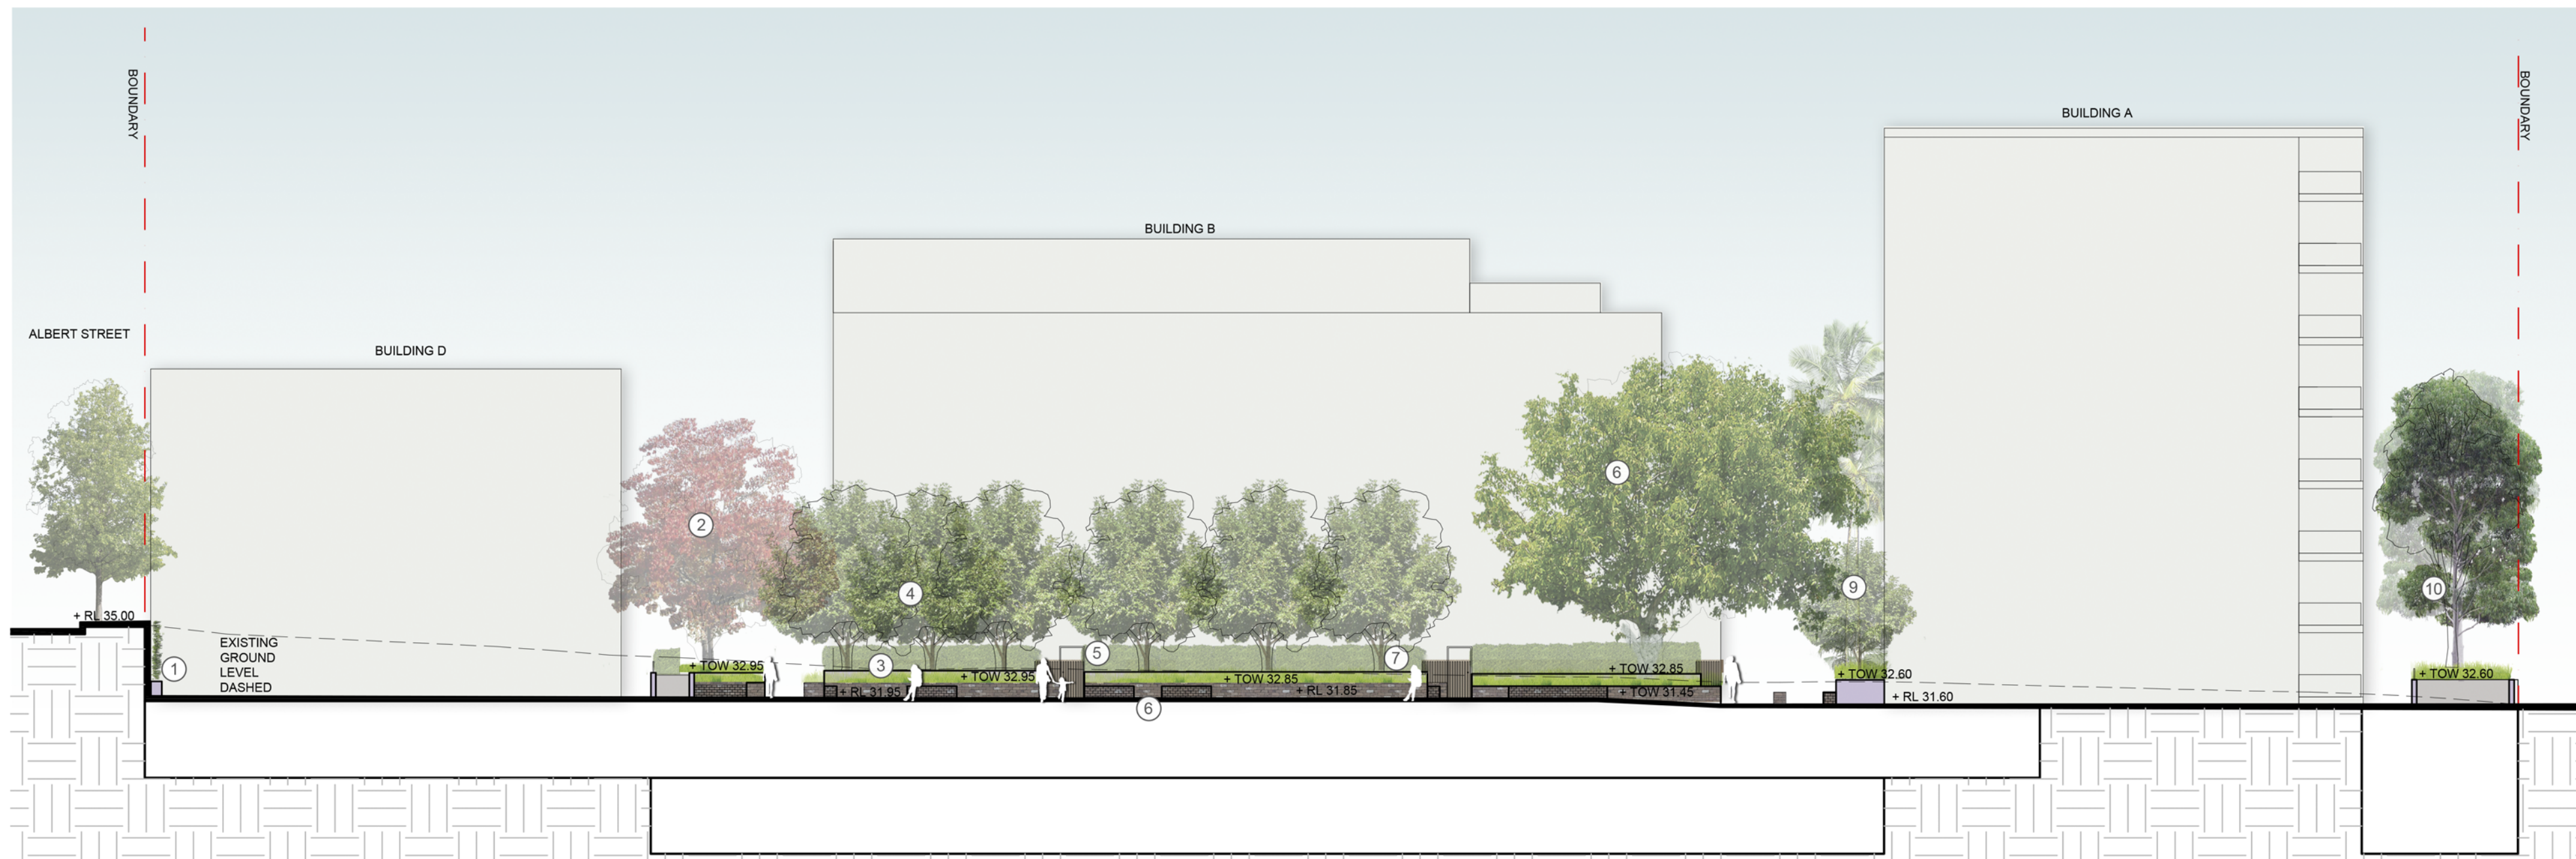 BOUNDARY
BOUNDARY
BUILDING A
BUILDING B
ALBERT STREET
BUILDING D
6
2
9
10
4
+ RL 35.00
EXISTING
GROUND
LEVEL
DASHED
1
5
3
7
+ TOW 32.95
+ TOW 32.95
+ TOW 32.85
+ TOW 32.85
+ TOW 32.60
+ TOW 32.60
+ RL 31.95
+ RL 31.85
+ TOW 31.45
+ RL 31.60
6